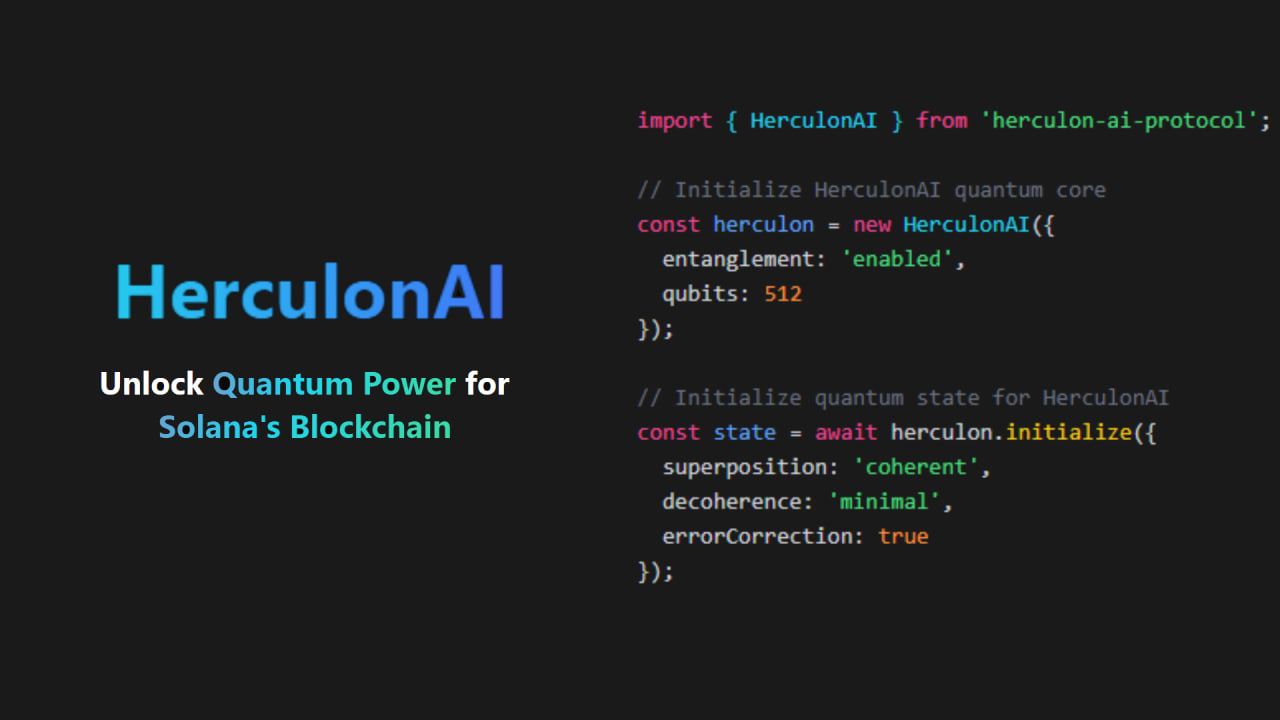 HerculonAI
Unlock Quantum Power for
Solana's Blockchain
import { HerculonAI } from 'herculon-ai-protocol';
// Initialize HerculonAI quantum core
const herculon = new HerculonAI({
  entanglement: 'enabled',
  qubits: 512
});
// Initialize quantum state for HerculonAI
const state = await herculon.initialize({
  superposition: 'coherent',
  decoherence: 'minimal',
  errorCorrection: true
});